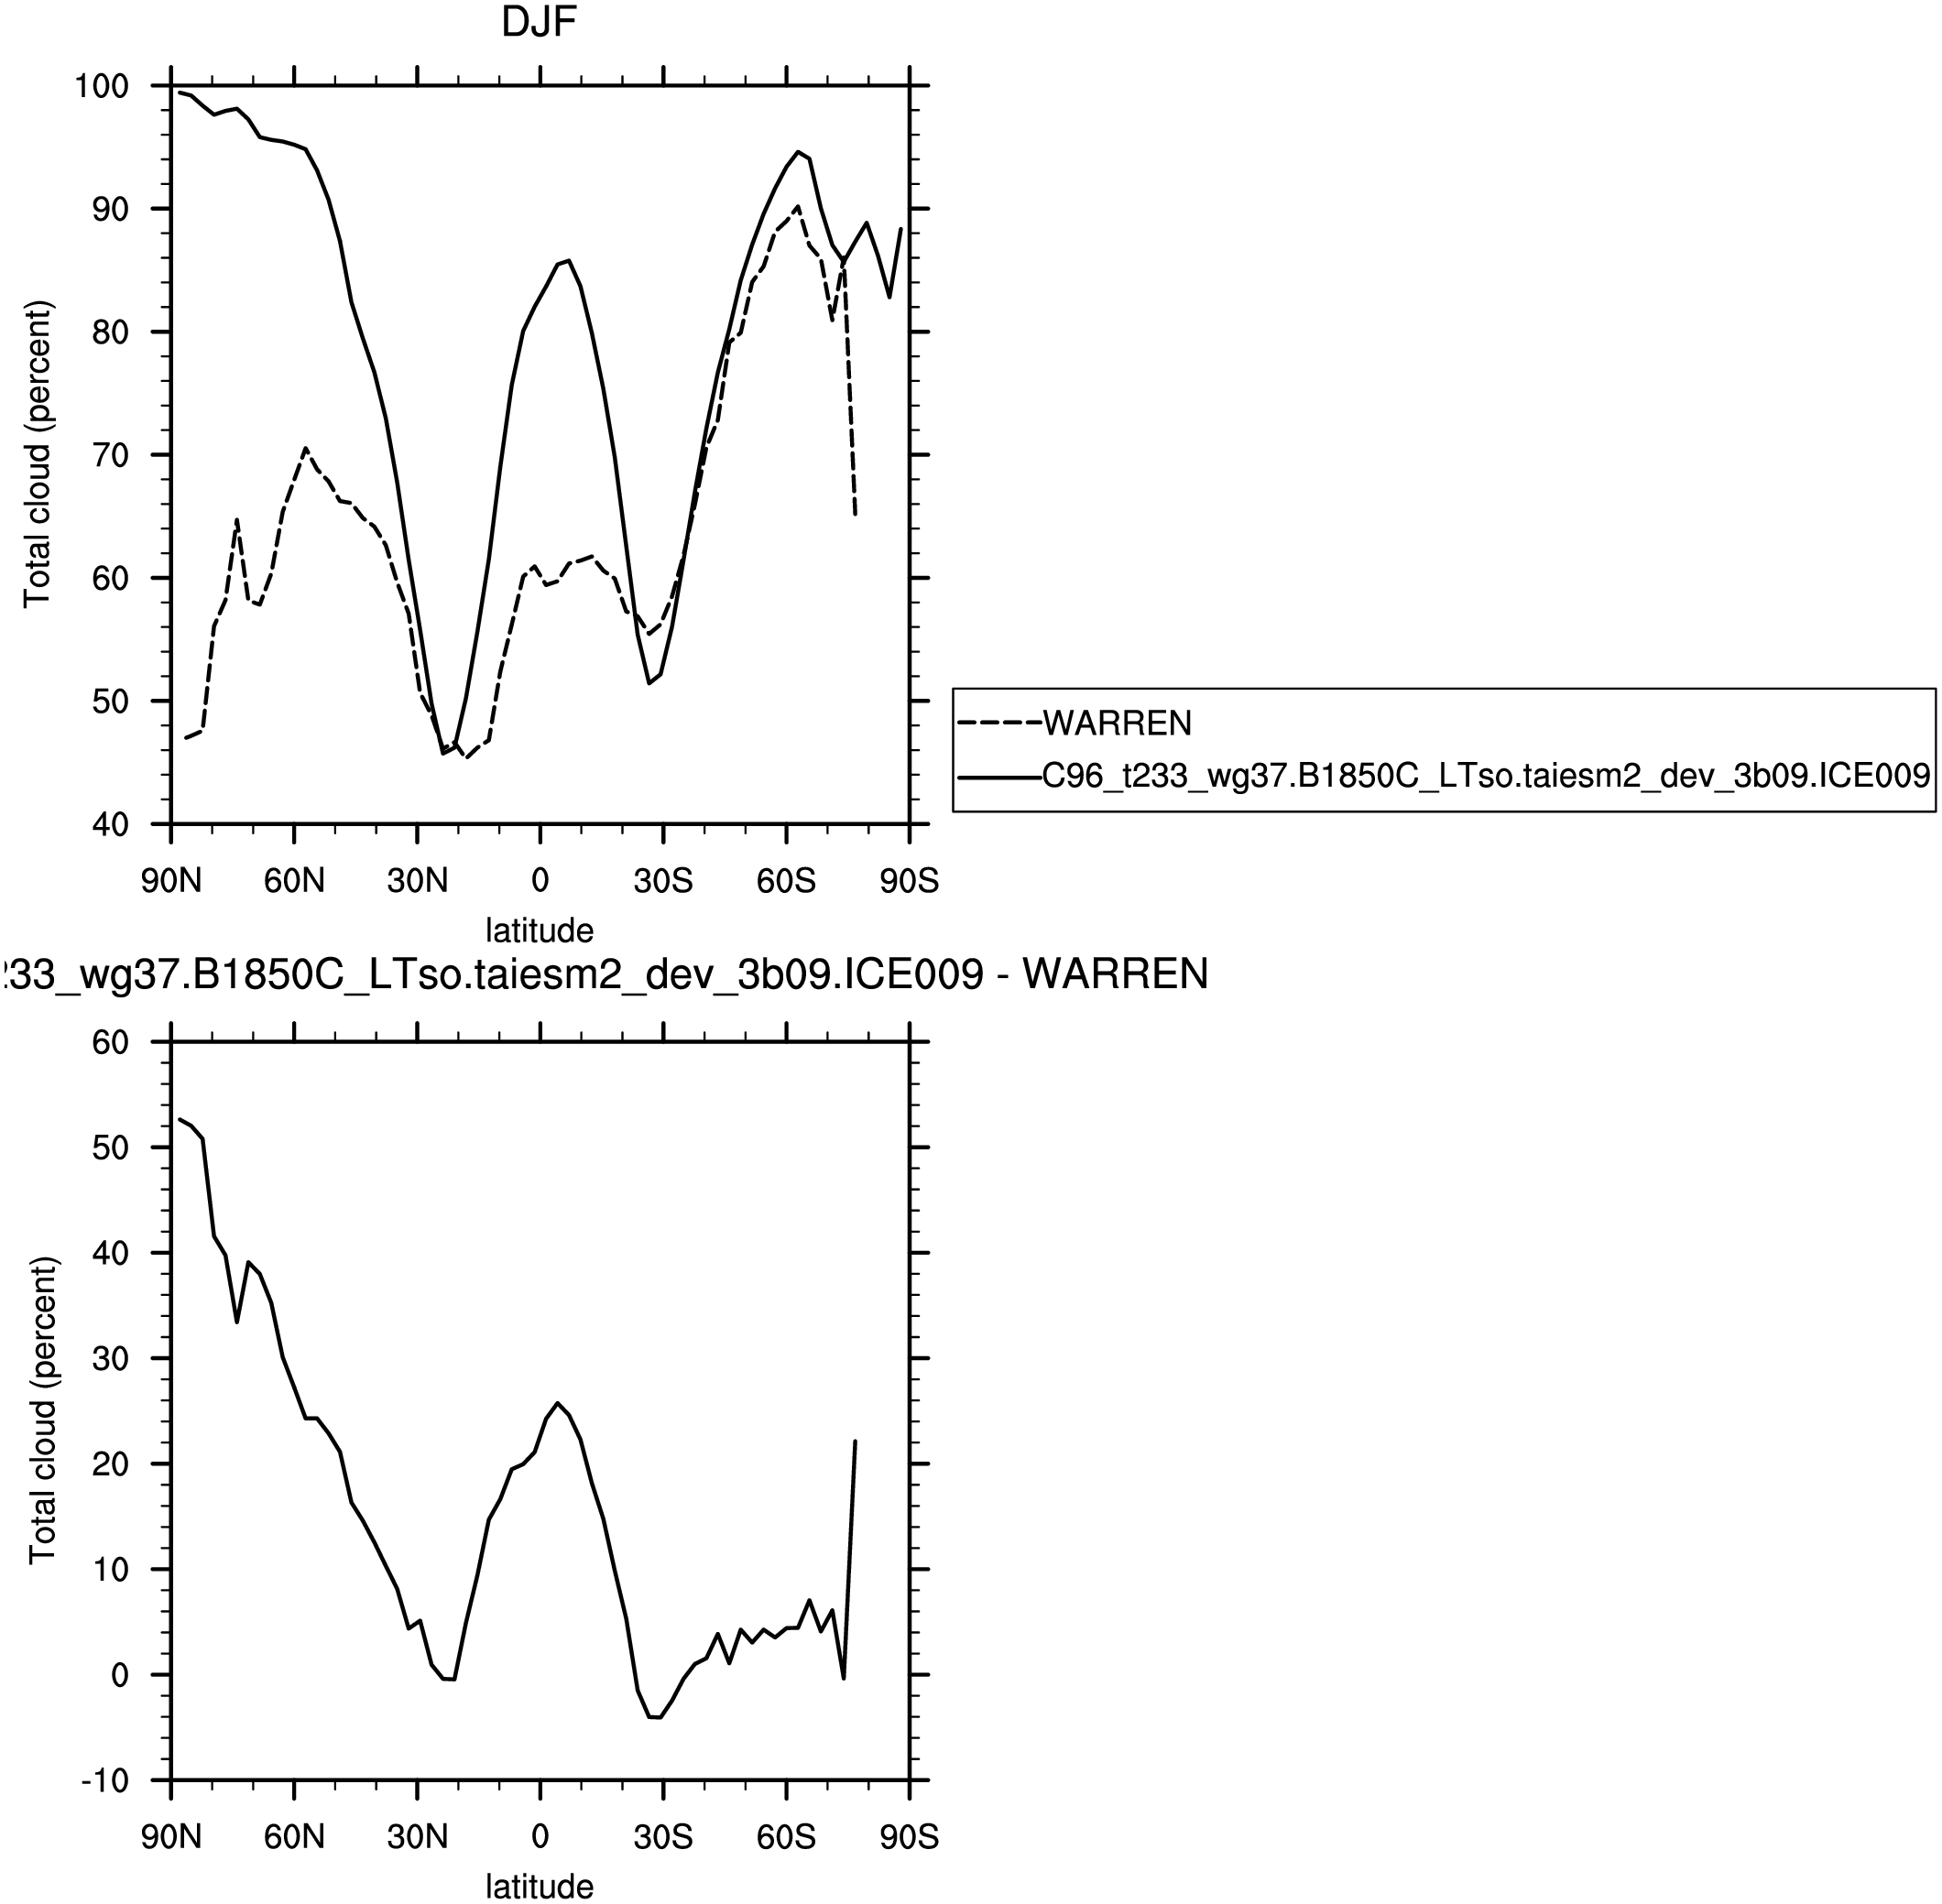 DJF
100
90
80
70
60
50
40
Total cloud (percent)
90N 60N 30N 0 30S 60S 90S
latitude
WARREN
C96_t233_wg37.B1850C_LTso.taiesm2_dev_3b09.ICE009
233_wg37.B1850C_LTso.taiesm2_dev_3b09.ICE009 - WARREN
60
50
40
30
20
10
0
-10
Total cloud (percent)
90N 60N 30N 0 30S 60S 90S
latitude